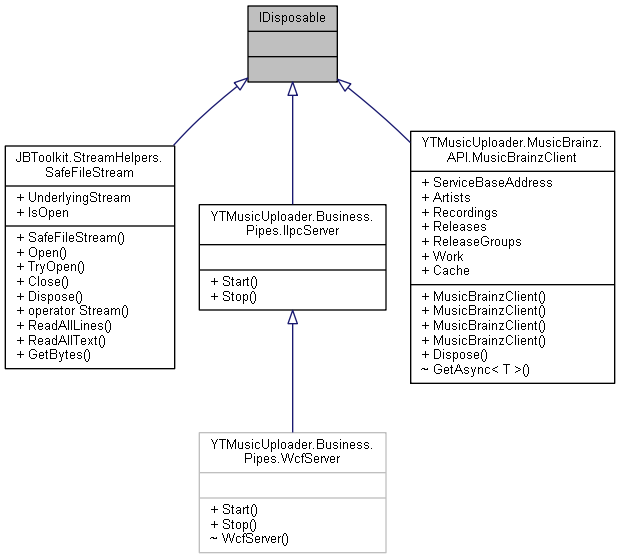 IDisposable
JBToolkit.StreamHelpers.
SafeFileStream
+ UnderlyingStream
+ IsOpen
+ SafeFileStream()
+ Open()
+ TryOpen()
+ Close()
+ Dispose()
+ operator Stream()
+ ReadAllLines()
+ ReadAllText()
+ GetBytes()
YTMusicUploader.Business.
Pipes.IIpcServer
+ Start()
+ Stop()
YTMusicUploader.MusicBrainz.
API.MusicBrainzClient
+ ServiceBaseAddress
+ Artists
+ Recordings
+ Releases
+ ReleaseGroups
+ Work
+ Cache
+ MusicBrainzClient()
+ MusicBrainzClient()
+ MusicBrainzClient()
+ MusicBrainzClient()
+ Dispose()
~ GetAsync< T >()
YTMusicUploader.Business.
Pipes.WcfServer
+ Start()
+ Stop()
~ WcfServer()